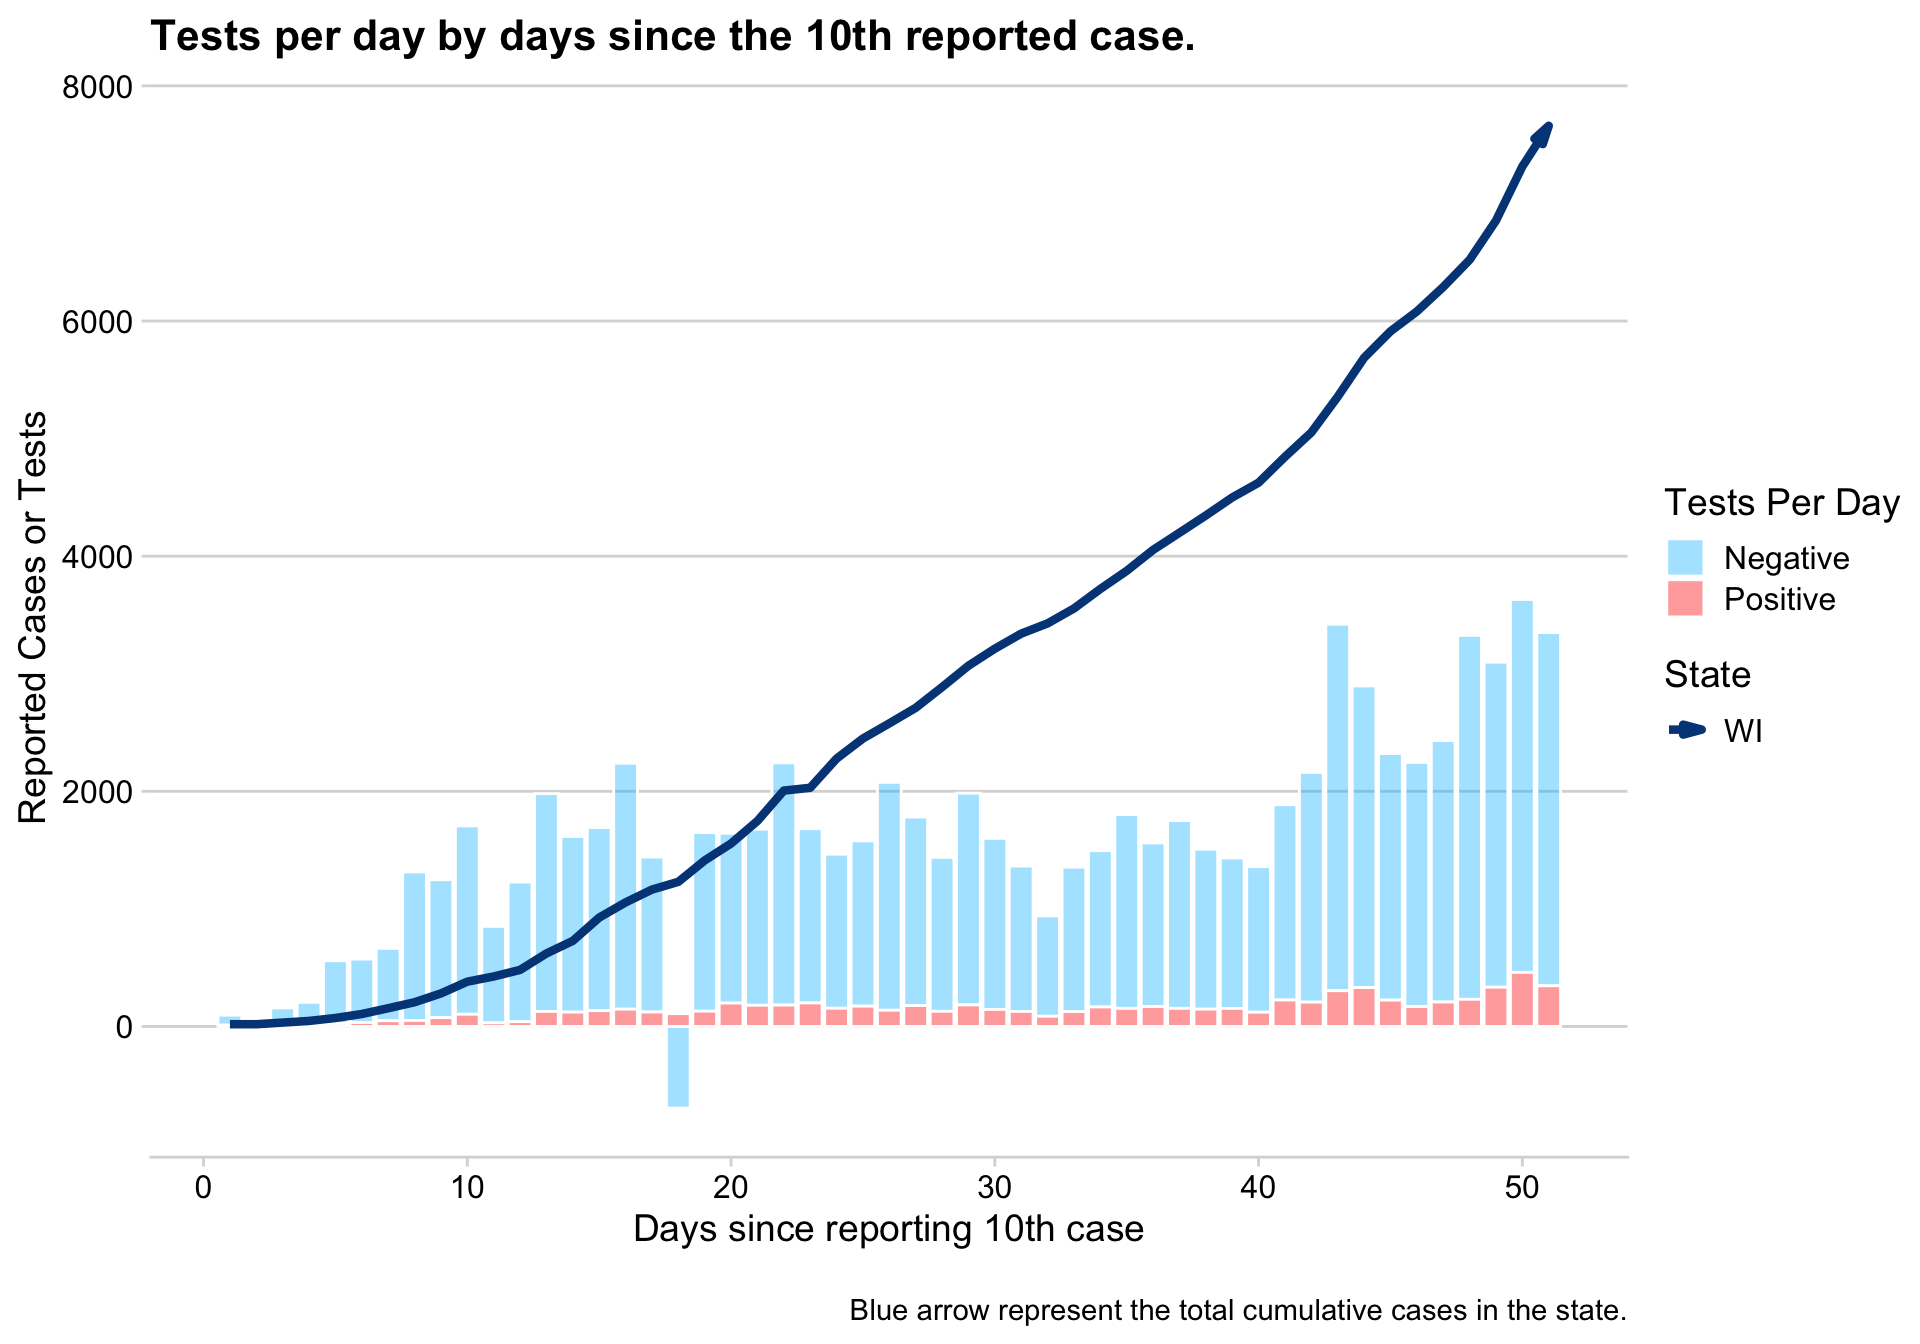 Tests per day by days since the 10th reported case.
8000
6000
4000
2000
0
Reported Cases or Tests
0 10 20 30 40 50
Days since reporting 10th case
Tests Per Day
Negative
Positive
State
WI
Blue arrow represent the total cumulative cases in the state.